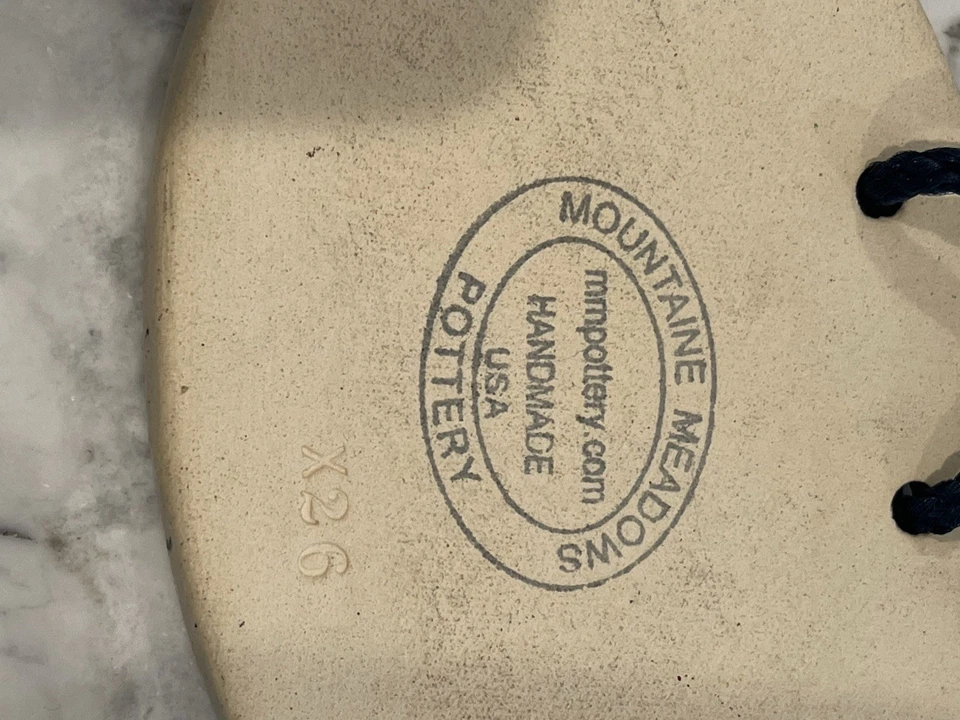 MOUNTAINE MEADOWS
mmpottery.com
HANDMADE
USA
POTTERY
X26